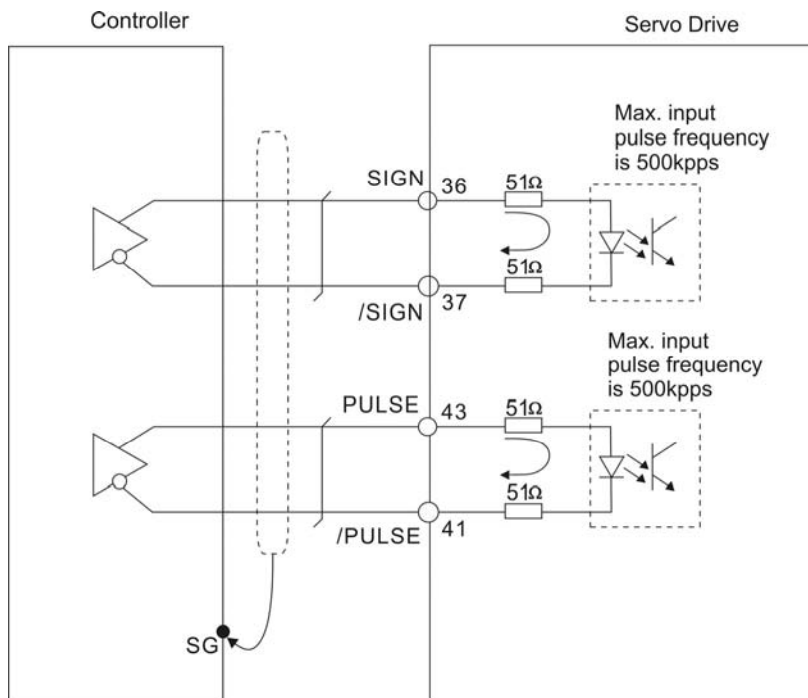 Controller
Servo Drive
Max. input
pulse frequency
is 500kpps
SIGN
36
51Ω
51Ω
/SIGN
37
Max. input
pulse frequency
is 500kpps
PULSE
43
51Ω
51Ω
/PULSE
41
SG